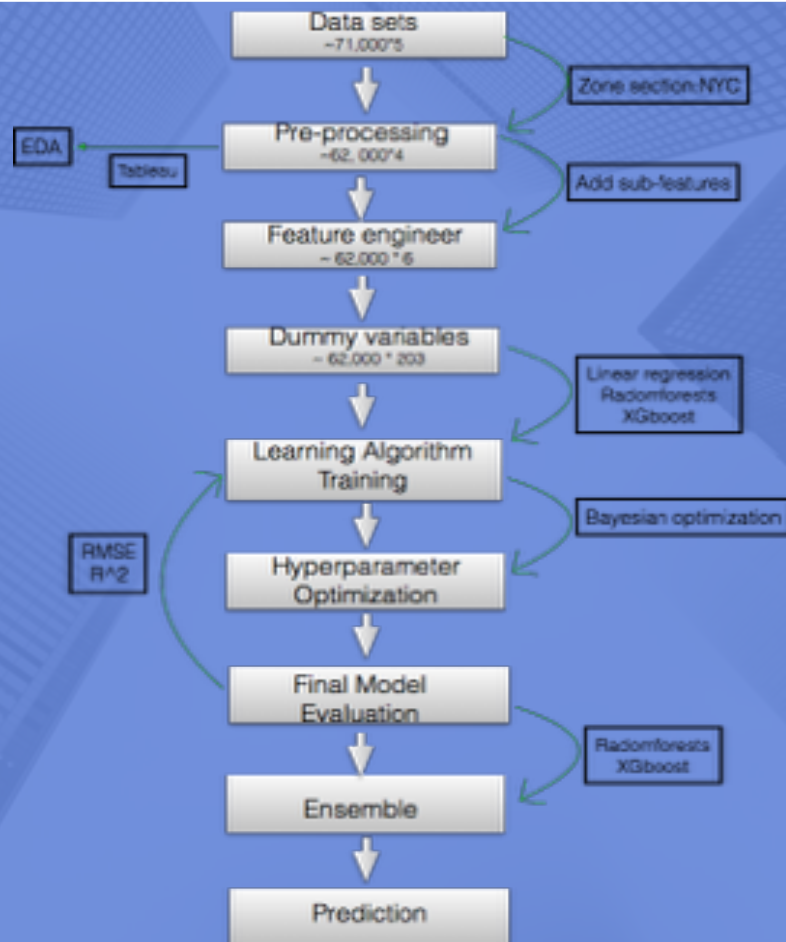 Data sets
~71,000*5
Zone section:NYC
Pre-processing
~62, 000*4
EDA
Tableau
Add sub-features
Feature engineer
~ 62,000 * 6
Dummy variables
~ 62,000 * 203
Linear regression
Radomforests
XGboost
Learning Algorithm
Training
Bayesian optimization
RMSE
R^2
Hyperparameter
Optimization
Final Model
Evaluation
Radomforests
XGboost
Ensemble
Prediction